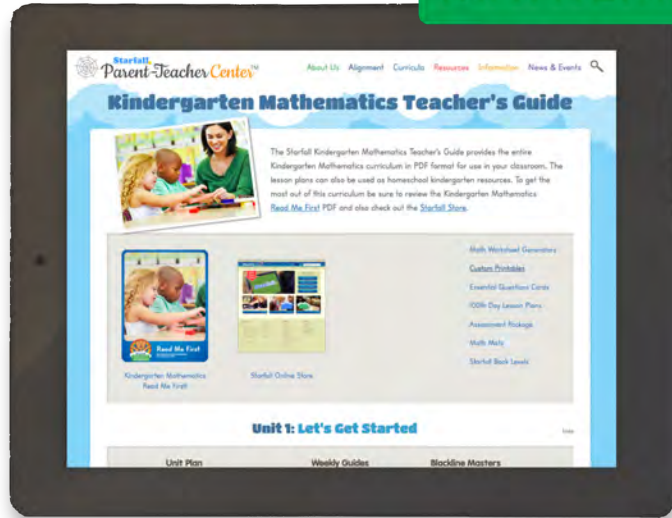 Starfall
Parent-Teacher Center™
About Us Alignment Curricula Resources Information News & Events
Kindergarten Mathematics Teacher's Guide
The Starfall Kindergarten Mathematics Teacher's Guide provides the entire
Kindergarten Mathematics curriculum in PDF format for use in your classroom. The
lesson plans can also be used as homeschool kindergarten resources. To get the
most out of this curriculum be sure to review the Kindergarten Mathematics
Read Me First PDF and also check out the Starfall Store.
Math Worksheet Generators
Custom Printables
Essential Questions Cards
100th Day Lesson Plans
Assessment Package
Math Mats
Starfall Book Levels
Read Me First
Kindergarten Mathematics
Read Me First!
Starfall Online Store
Unit 1: Let's Get Started
Unit Plan Weekly Guides Blackline Masters